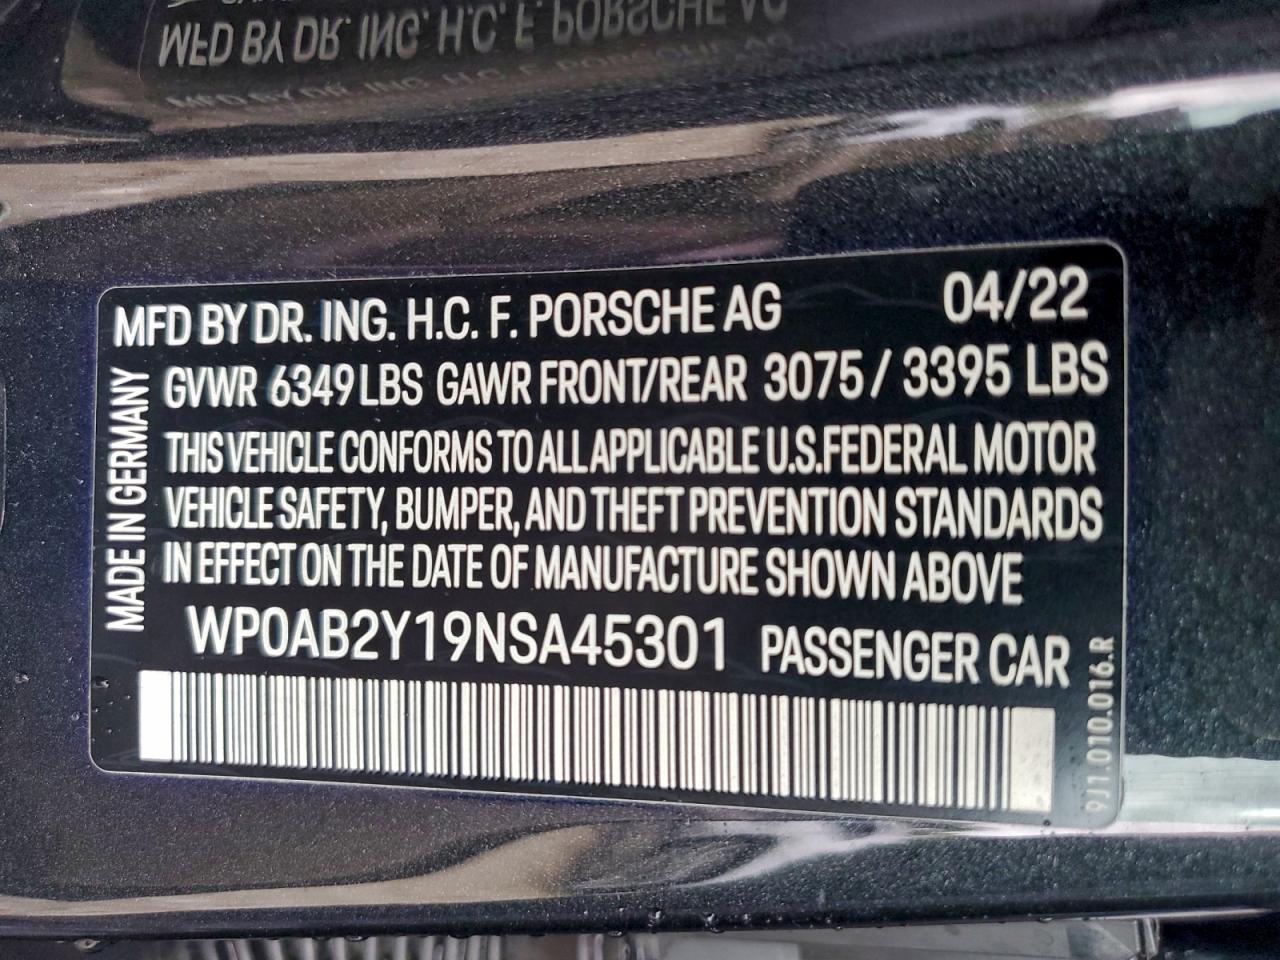 MFD BY DR. ING. H.C. F. PORSCHE AG
MFD BY DR. ING. H.C. F. PORSCHE AG 04/22
GVWR 6349 LBS GAWR FRONT/REAR 3075 / 3395 LBS
THIS VEHICLE CONFORMS TO ALL APPLICABLE U.S.FEDERAL MOTOR
VEHICLE SAFETY, BUMPER, AND THEFT PREVENTION STANDARDS
IN EFFECT ON THE DATE OF MANUFACTURE SHOWN ABOVE
WP0AB2Y19NSA45301 PASSENGER CAR
MADE IN GERMANY
9J1.010.016.R